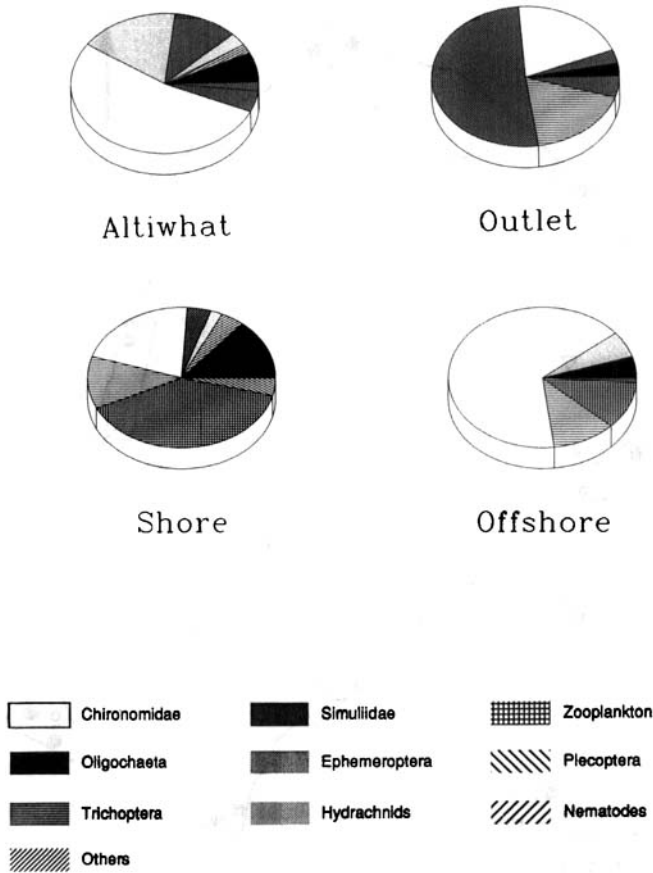 Altiwhat
Outlet
Shore
Offshore
Chironomidae
Simuliidae
Zooplankton
Oligochaeta
Ephemeroptera
Plecoptera
Trichoptera
Hydrachnids
Nematodes
Others